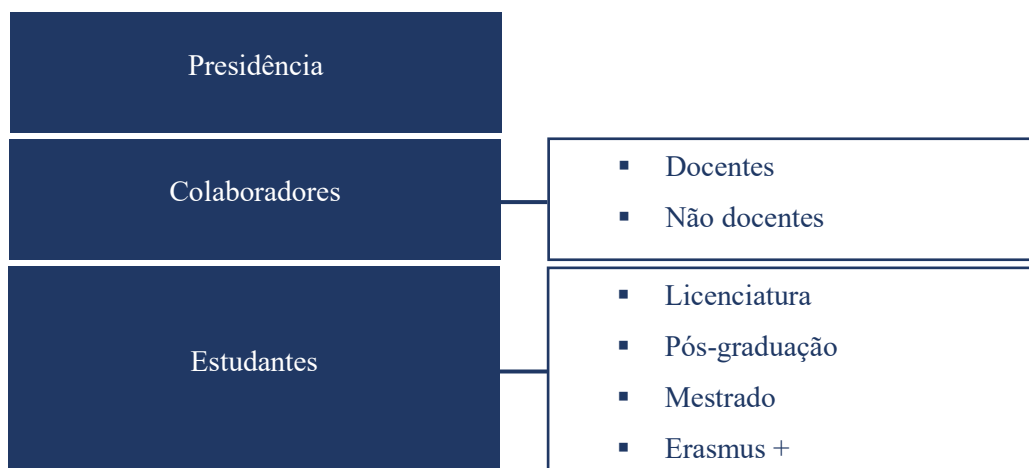 Presidência
Colaboradores
▪ Docentes
▪ Não docentes
Estudantes
▪ Licenciatura
▪ Pós-graduação
▪ Mestrado
▪ Erasmus +